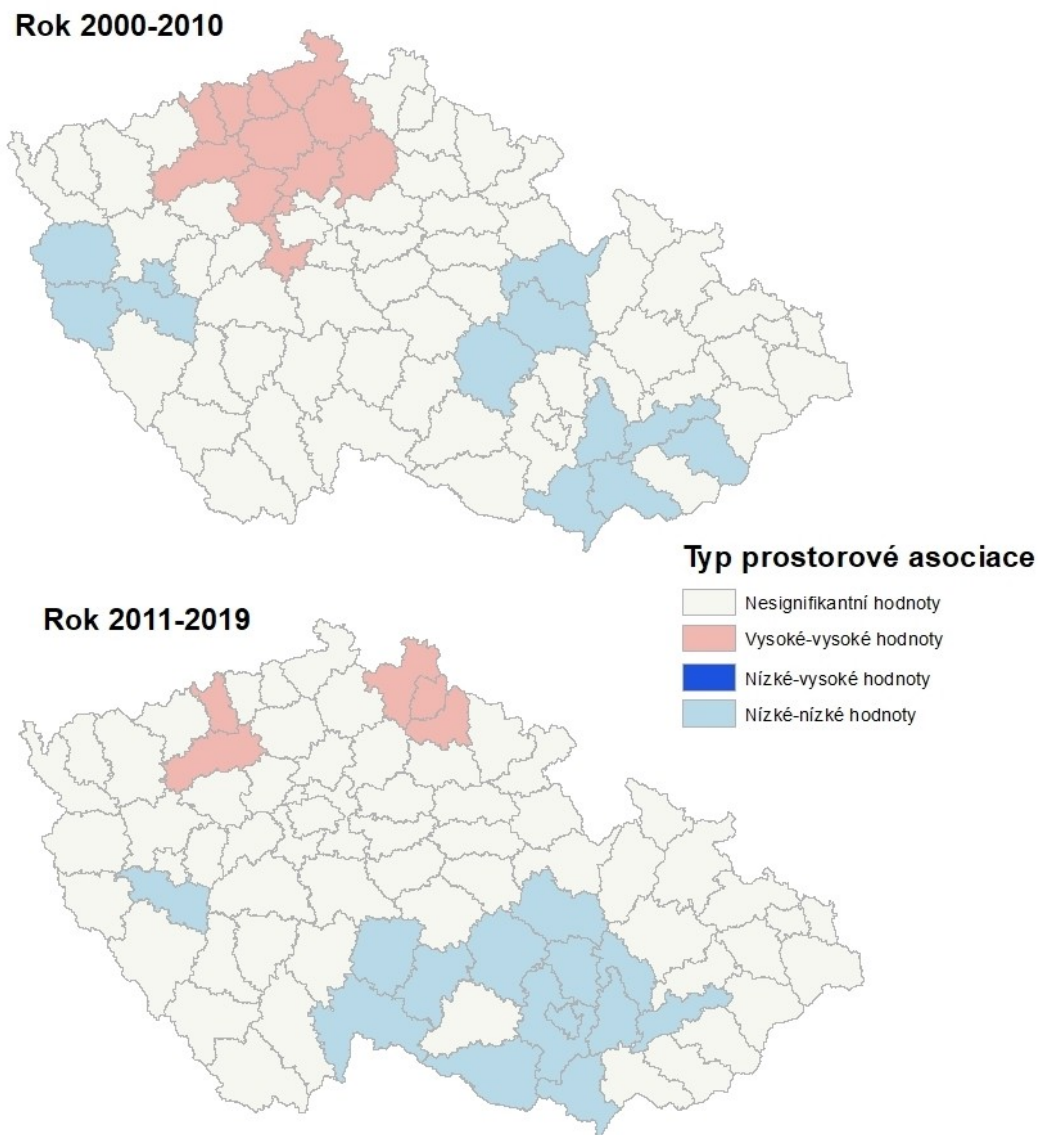 Rok 2000-2010
Typ prostorové asociace
Nesignifikantní hodnoty
Vysoké-vysoké hodnoty
Nízké-vysoké hodnoty
Nízké-nízké hodnoty
Rok 2011-2019